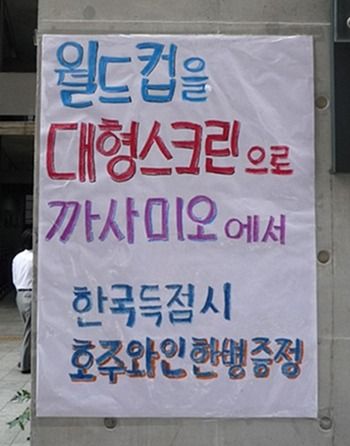 월드컵을
대형스크린으로
까사미오에서
한국득점시
호주와인한병증정